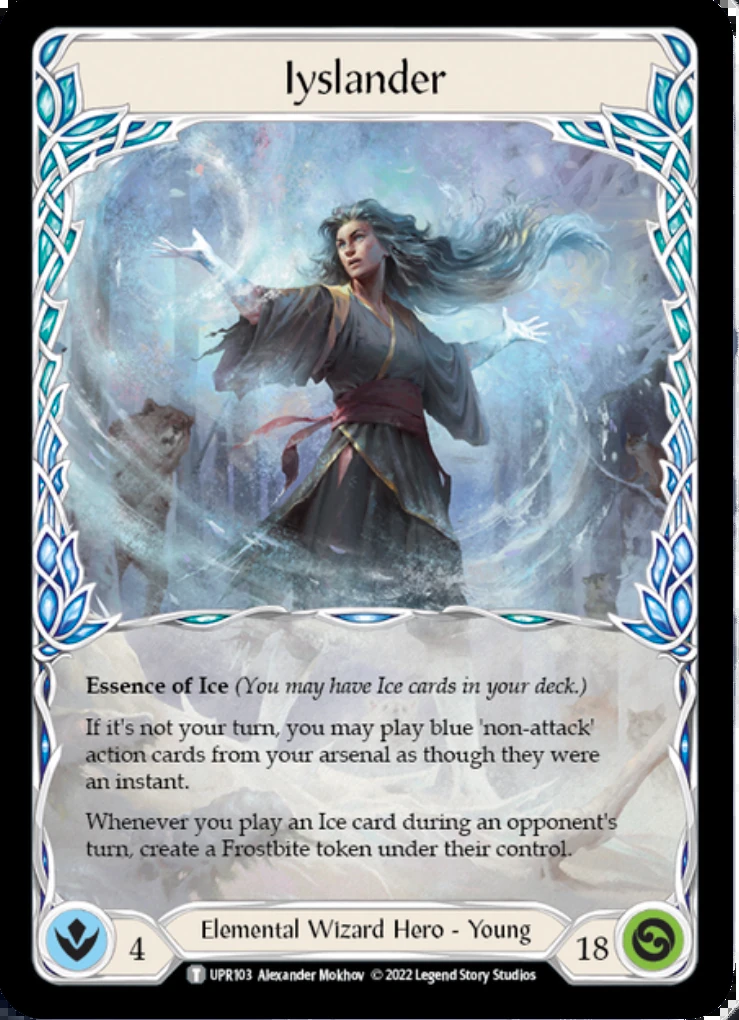 Iyslander
Essence of Ice (You may have Ice cards in your deck.)
If it's not your turn, you may play blue 'non-attack'
action cards from your arsenal as though they were
an instant.
Whenever you play an Ice card during an opponent's
turn, create a Frostbite token under their control.
4
Elemental Wizard Hero - Young
18
T UPR103 Alexander Mokhov © 2022 Legend Story Studios